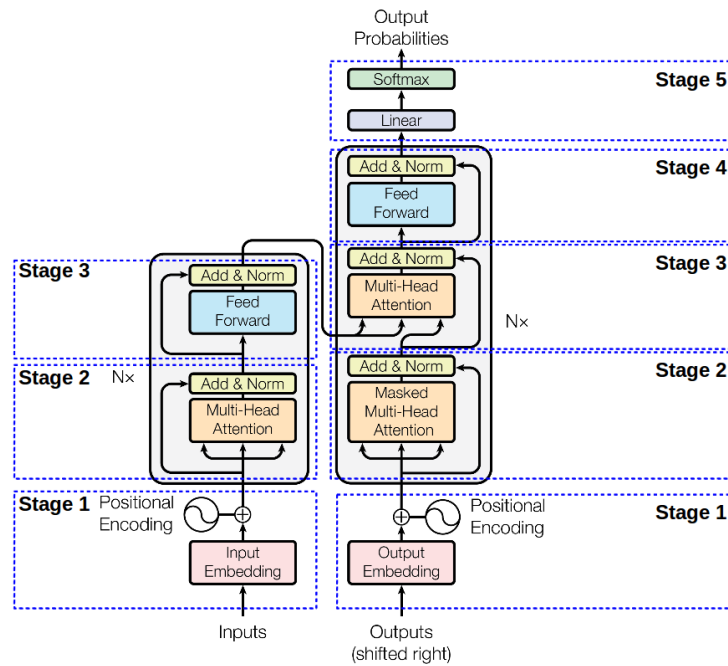 Output
Probabilities
Softmax
Stage 5
Linear
Add & Norm
Stage 4
Feed
Forward
Add & Norm
Stage 3
Multi-Head
Attention
N×
Add & Norm
Stage 2
Masked
Multi-Head
Attention
Stage 1
Positional
Encoding
Output
Embedding
Outputs
(shifted right)
Stage 3
Add & Norm
Feed
Forward
Stage 2
N×
Add & Norm
Multi-Head
Attention
Stage 1
Positional
Encoding
Input
Embedding
Inputs